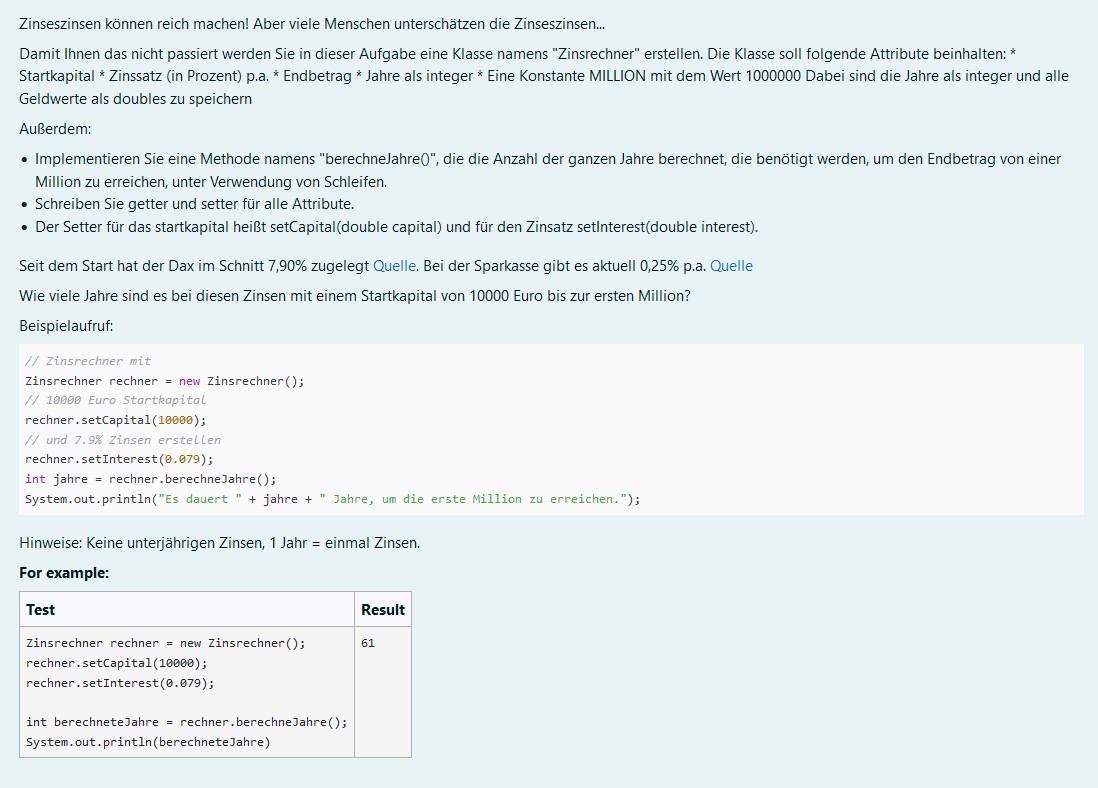 Zinseszinsen können reich machen! Aber viele Menschen unterschätzen die Zinseszinsen...
Damit Ihnen das nicht passiert werden Sie in dieser Aufgabe eine Klasse namens "Zinsrechner" erstellen. Die Klasse soll folgende Attribute beinhalten: *
Startkapital * Zinssatz (in Prozent) p.a. * Endbetrag * Jahre als integer * Eine Konstante MILLION mit dem Wert 1000000 Dabei sind die Jahre als integer und alle
Geldwerte als doubles zu speichern
Außerdem:
• Implementieren Sie eine Methode namens "berechneJahre()", die die Anzahl der ganzen Jahre berechnet, die benötigt werden, um den Endbetrag von einer
Million zu erreichen, unter Verwendung von Schleifen.
• Schreiben Sie getter und setter für alle Attribute.
• Der Setter für das startkapital heißt setCapital(double capital) und für den Zinsatz setInterest(double interest).
Seit dem Start hat der Dax im Schnitt 7,90% zugelegt Quelle. Bei der Sparkasse gibt es aktuell 0,25% p.a. Quelle
Wie viele Jahre sind es bei diesen Zinsen mit einem Startkapital von 10000 Euro bis zur ersten Million?
Beispielaufruf:
// Zinsrechner mit
Zinsrechner rechner = new Zinsrechner();
// 10000 Euro Startkapital
rechner.setCapital(10000);
// und 7.9% Zinsen erstellen
rechner.setInterest(0.079);
int jahre = rechner.berechneJahre();
System.out.println("Es dauert " + jahre + " Jahre, um die erste Million zu erreichen.");
Hinweise: Keine unterjährigen Zinsen, 1 Jahr = einmal Zinsen.
For example:
Test Result
Zinsrechner rechner = new Zinsrechner(); 61
rechner.setCapital(10000);
rechner.setInterest(0.079);
int berechneteJahre = rechner.berechneJahre();
System.out.println(berechneteJahre)